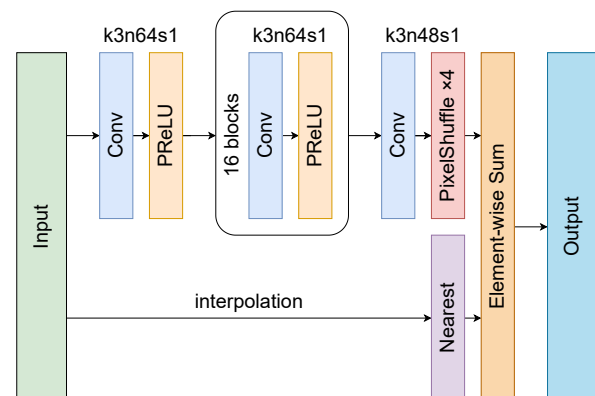 k3n64s1
k3n64s1
k3n48s1
Input
Conv
PReLU
16 blocks
Conv
PReLU
Conv
PixelShuffle ×4
Element-wise Sum
Output
interpolation
Nearest